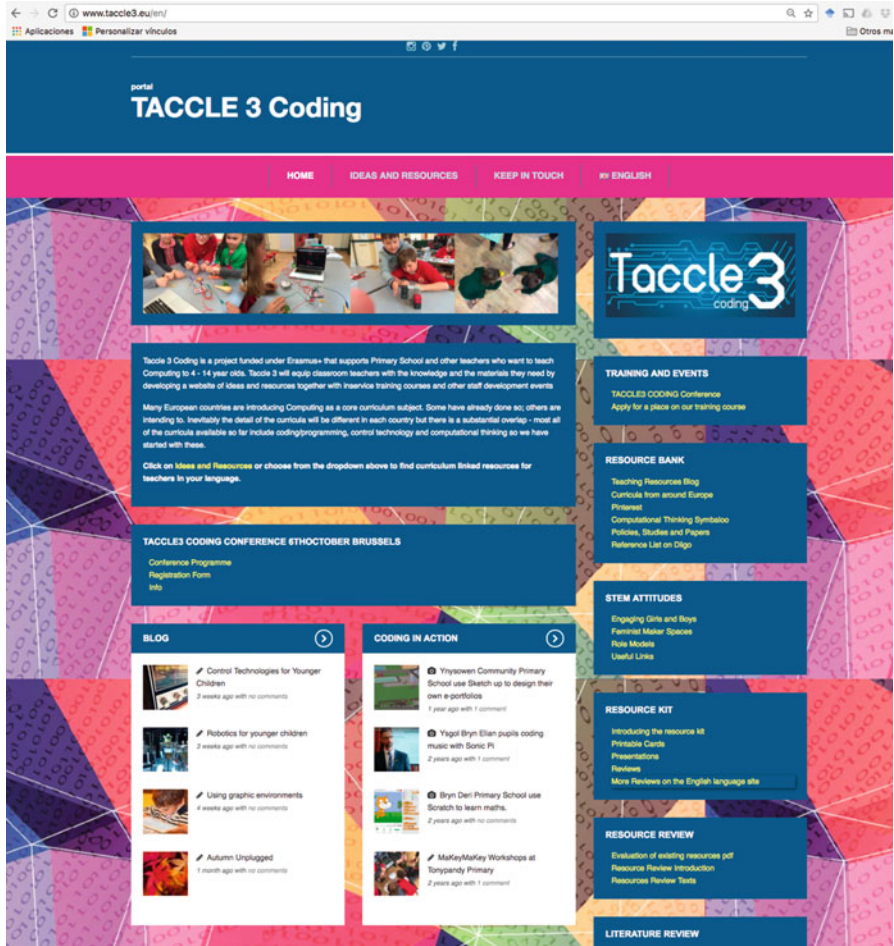 www.taccle3.eu/en/
Aplicaciones
Personalizar vínculos
Otros ma
portal
TACCLE 3 Coding
HOME
IDEAS AND RESOURCES
KEEP IN TOUCH
ENGLISH
Taccle 3 Coding is a project funded under Erasmus+ that supports Primary School and other teachers who want to teach
Computing to 4 - 14 year olds. Taccle 3 will equip classroom teachers with the knowledge and the materials they need by
developing a website of ideas and resources together with inservice training courses and other staff development events
Many European countries are introducing Computing as a core curriculum subject. Some have already done so; others are
intending to. Inevitably the detail of the curricula will be different in each country but there is a substantial overlap - most all
of the curricula available so far include coding/programming, control technology and computational thinking so we have
started with these.
Click on Ideas and Resources or choose from the dropdown above to find curriculum linked resources for
teachers in your language.
TACCLE3 CODING CONFERENCE 6THOCTOBER BRUSSELS
Conference Programme
Registration Form
Info
BLOG
Control Technologies for Younger
Children
3 weeks ago with no comments
Robotics for younger children
3 weeks ago with no comments
Using graphic environments
4 weeks ago with no comments
Autumn Unplugged
1 month ago with no comments
CODING IN ACTION
Ynysowen Community Primary
School use Sketch up to design their
own e-portfolios
1 year ago with 1 comment
Ysgol Bryn Elian pupils coding
music with Sonic Pi
2 years ago with 1 comment
Bryn Deri Primary School use
Scratch to learn maths.
2 years ago with no comments
MaKeyMaKey Workshops at
Tonypandy Primary
2 years ago with 1 comment
Taccle3
coding
TRAINING AND EVENTS
TACCLE3 CODING Conference
Apply for a place on our training course
RESOURCE BANK
Teaching Resources Blog
Curricula from around Europe
Pinterest
Computational Thinking Symbaloo
Policies, Studies and Papers
Reference List on Diigo
STEM ATTITUDES
Engaging Girls and Boys
Feminist Maker Spaces
Role Models
Useful Links
RESOURCE KIT
Introducing the resource kit
Printable Cards
Presentations
Reviews
More Reviews on the English language site
RESOURCE REVIEW
Evaluation of existing resources pdf
Resource Review Introduction
Resources Review Texts
LITERATURE REVIEW